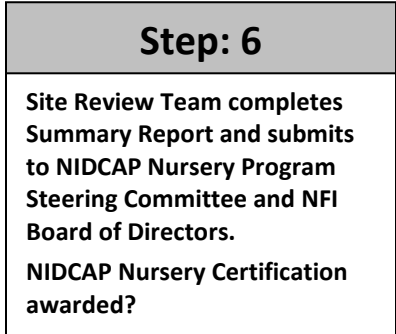 Step: 6
Site Review Team completes
Summary Report and submits
to NIDCAP Nursery Program
Steering Committee and NFI
Board of Directors.
NIDCAP Nursery Certification
awarded?